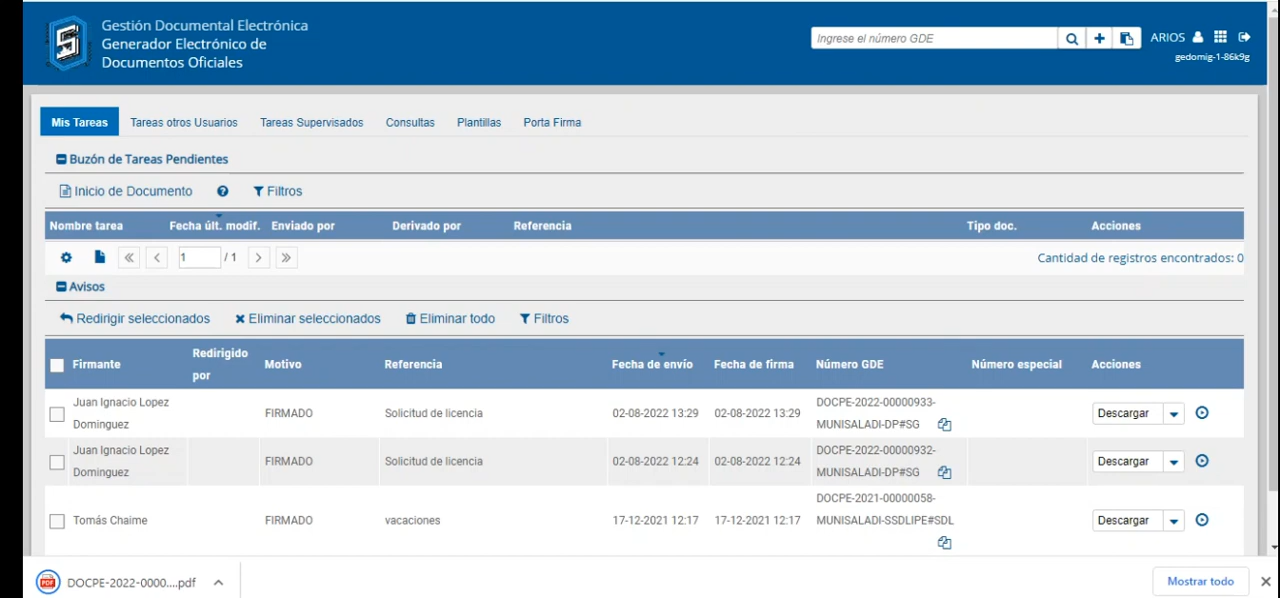 Gestión Documental Electrónica
Generador Electrónico de
Documentos Oficiales
Ingrese el número GDE
ARIOS
gedomig-1-86k9g
Mis Tareas
Tareas otros Usuarios
Tareas Supervisados
Consultas
Plantillas
Porta Firma
Buzón de Tareas Pendientes
Inicio de Documento
Filtros
Nombre tarea
Fecha últ. modif.
Enviado por
Derivado por
Referencia
Tipo doc.
Acciones
1
/ 1
Cantidad de registros encontrados: 0
Avisos
Redirigir seleccionados
Eliminar seleccionados
Eliminar todo
Filtros
Firmante
Redirigido
por
Motivo
Referencia
Fecha de envío
Fecha de firma
Número GDE
Número especial
Acciones
Juan Ignacio Lopez
Dominguez
FIRMADO
Solicitud de licencia
02-08-2022 13:29
02-08-2022 13:29
DOCPE-2022-00000933-
MUNISALADI-DP#SG
Descargar
Juan Ignacio Lopez
Dominguez
FIRMADO
Solicitud de licencia
02-08-2022 12:24
02-08-2022 12:24
DOCPE-2022-00000932-
MUNISALADI-DP#SG
Descargar
Tomás Chaime
FIRMADO
vacaciones
17-12-2021 12:17
17-12-2021 12:17
DOCPE-2021-00000058-
MUNISALADI-SSDLIPE#SDL
Descargar
PDF
DOCPE-2022-0000....pdf
Mostrar todo